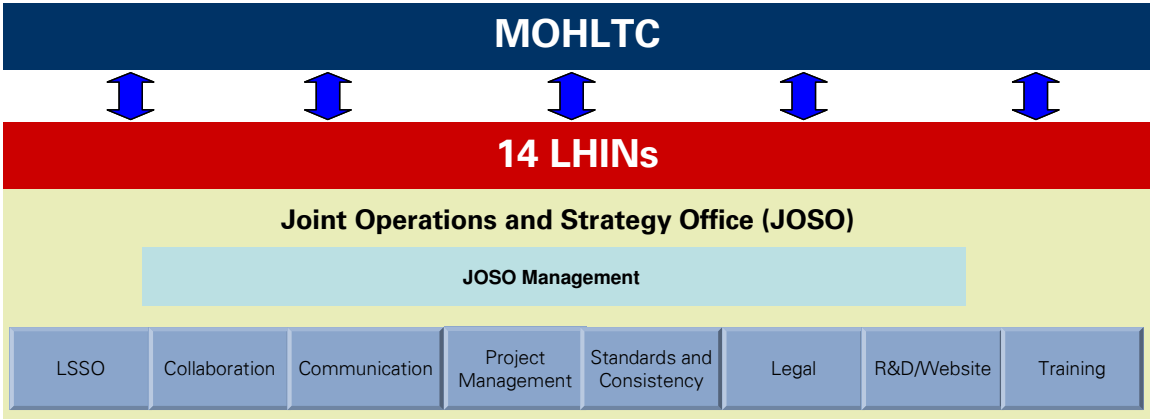 MOHLTC
14 LHINs
Joint Operations and Strategy Office (JOSO)
JOSO Management
LSSO
Collaboration
Communication
Project
Management
Standards and
Consistency
Legal
R&D/Website
Training